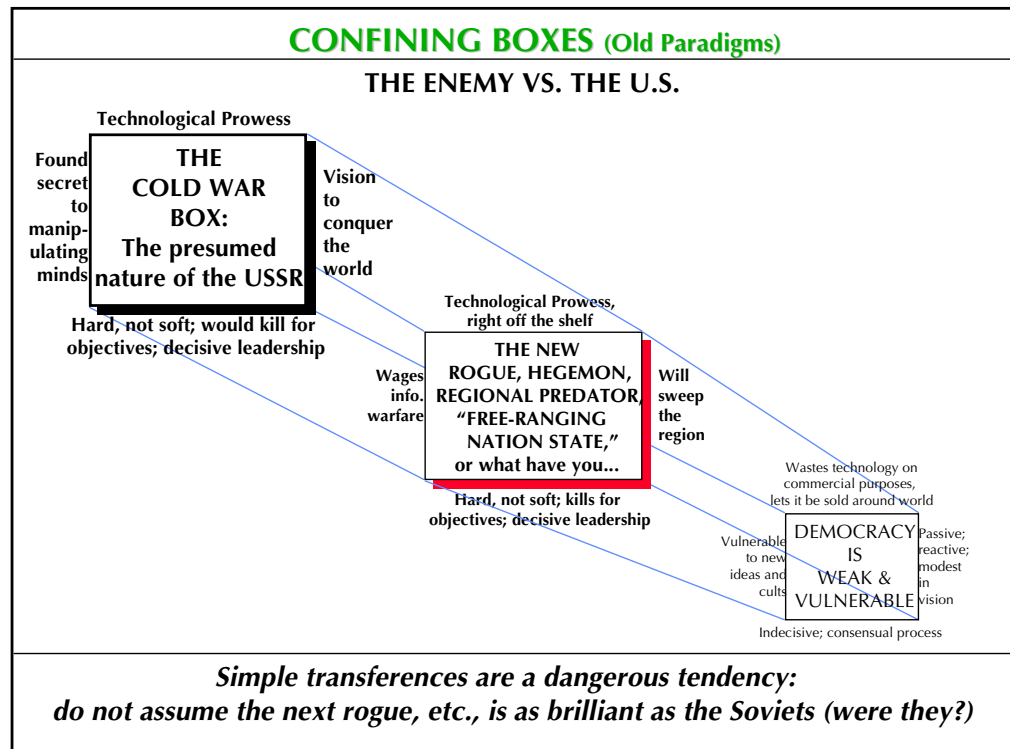 CONFINING BOXES (Old Paradigms)
THE ENEMY VS. THE U.S.
Technological Prowess
Found
secret
to
manip-
ulating
minds
THE
COLD WAR
BOX:
The presumed
nature of the USSR
Vision
to
conquer
the
world
Hard, not soft; would kill for
objectives; decisive leadership
Technological Prowess,
right off the shelf
Wages
info.
warfare
THE NEW
ROGUE, HEGEMON,
REGIONAL PREDATOR,
“FREE-RANGING
NATION STATE,”
or what have you...
Will
sweep
the
region
Hard, not soft; kills for
objectives; decisive leadership
Wastes technology on
commercial purposes,
lets it be sold around world
Vulnerable
to new
ideas and
cults
DEMOCRACY
IS
WEAK &
VULNERABLE
Passive;
reactive;
modest
in
vision
Indecisive; consensual process
Simple transferences are a dangerous tendency:
do not assume the next rogue, etc., is as brilliant as the Soviets (were they?)